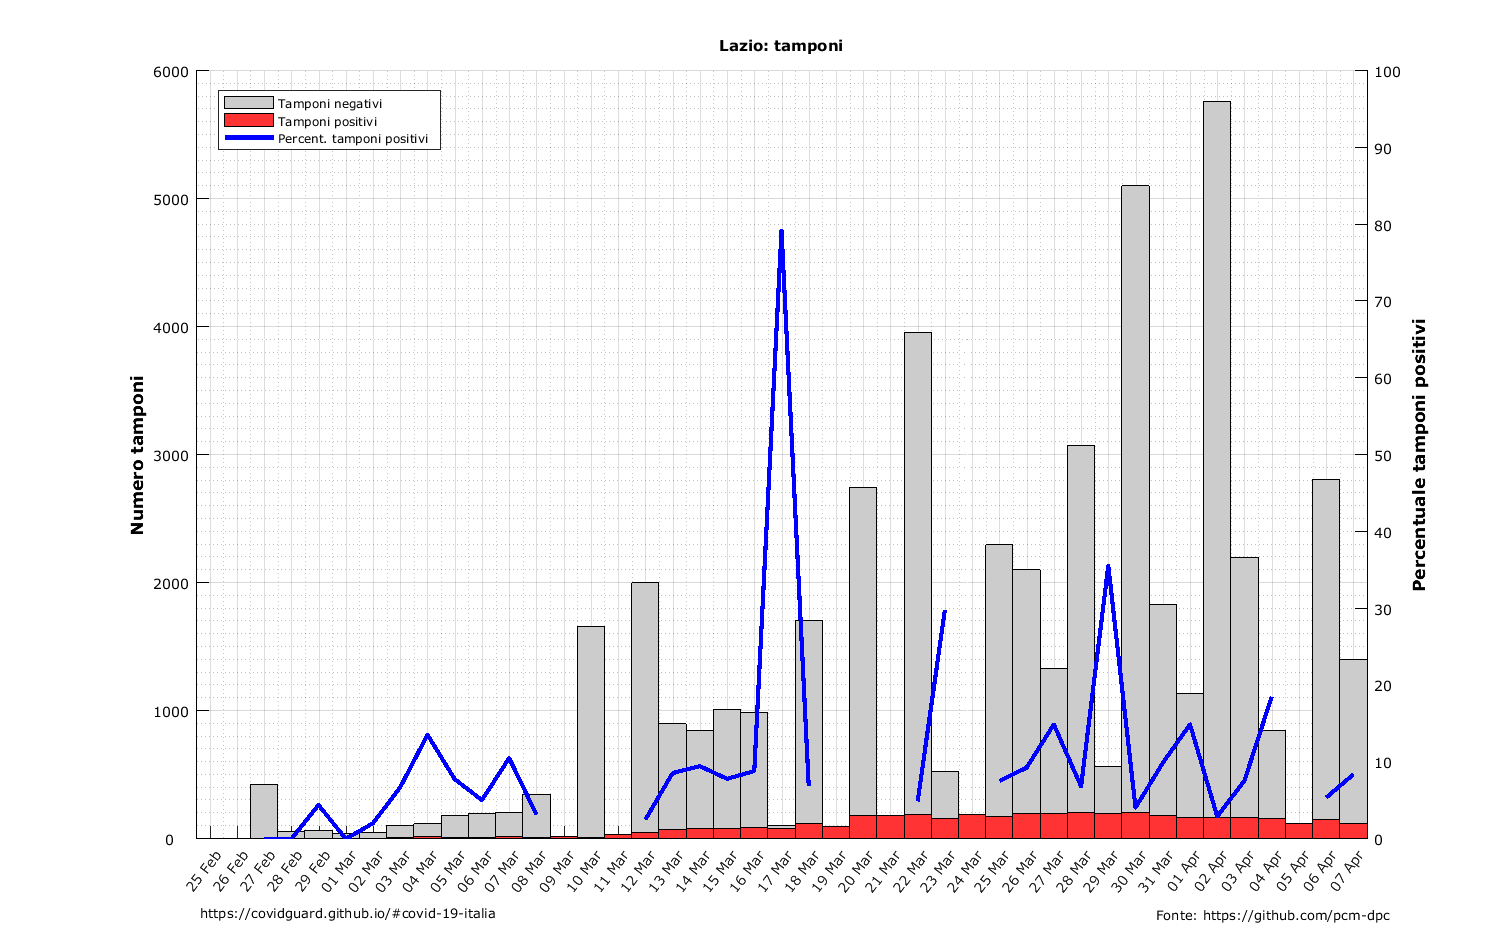 Lazio: tamponi
Tamponi negativi
Tamponi positivi
Percent. tamponi positivi
Numero tamponi
6000
5000
4000
3000
2000
1000
0
100
90
80
70
60
50
40
30
20
10
0
Percentuale tamponi positivi
25 Feb
26 Feb
27 Feb
28 Feb
29 Feb
01 Mar
02 Mar
03 Mar
04 Mar
05 Mar
06 Mar
07 Mar
08 Mar
09 Mar
10 Mar
11 Mar
12 Mar
13 Mar
14 Mar
15 Mar
16 Mar
17 Mar
18 Mar
19 Mar
20 Mar
21 Mar
22 Mar
23 Mar
24 Mar
25 Mar
26 Mar
27 Mar
28 Mar
29 Mar
30 Mar
31 Mar
01 Apr
02 Apr
03 Apr
04 Apr
05 Apr
06 Apr
07 Apr
https://covidguard.github.io/#covid-19-italia
Fonte: https://github.com/pcm-dpc